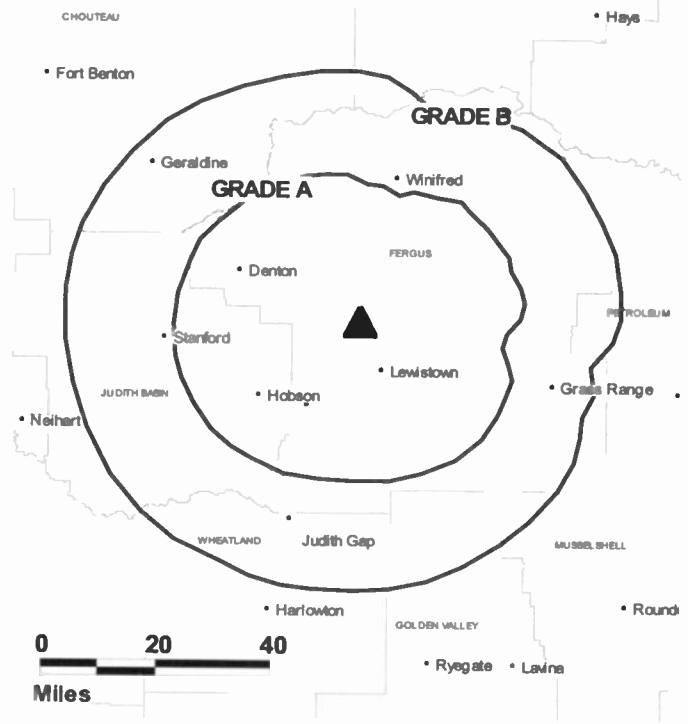 CHOUTEAU
Hays
Fort Benton
GRADE B
Geraldine
GRADE A
Winifred
FERGUS
Denton
PETROLEUM
Stanford
Lewistown
JUDITH BASIN
Hobson
Grass Range
Neihart
WHEATLAND
Judith Gap
MUSSELSHELL
Harlowton
Round
GOLDEN VALLEY
0 20 40
Ryegate
Lavina
Miles